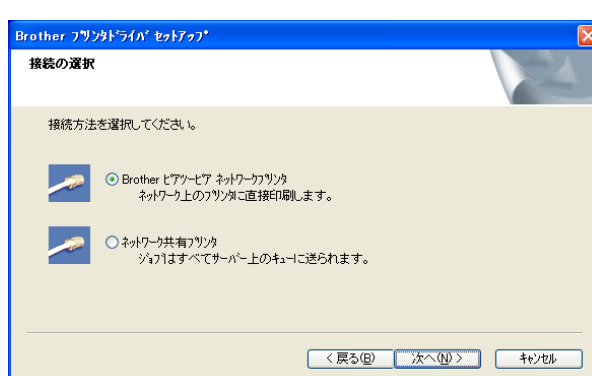 Brother ﾌﾟﾘﾝﾀﾄﾞﾗｲﾊﾞ ｾｯﾄｱｯﾌﾟ
接続の選択
接続方法を選択してください。
Brother ﾋﾟｱﾂｰﾋﾟｱ ﾈｯﾄﾜｰｸﾌﾟﾘﾝﾀ
ﾈｯﾄﾜｰｸ上のﾌﾟﾘﾝﾀに直接印刷します。
ﾈｯﾄﾜｰｸ共有ﾌﾟﾘﾝﾀ
ｼﾞｮﾌﾞはすべてサーバー上のｷｭｰに送られます。
< 戻る(B) 次へ(N) > ｷｬﾝｾﾙ